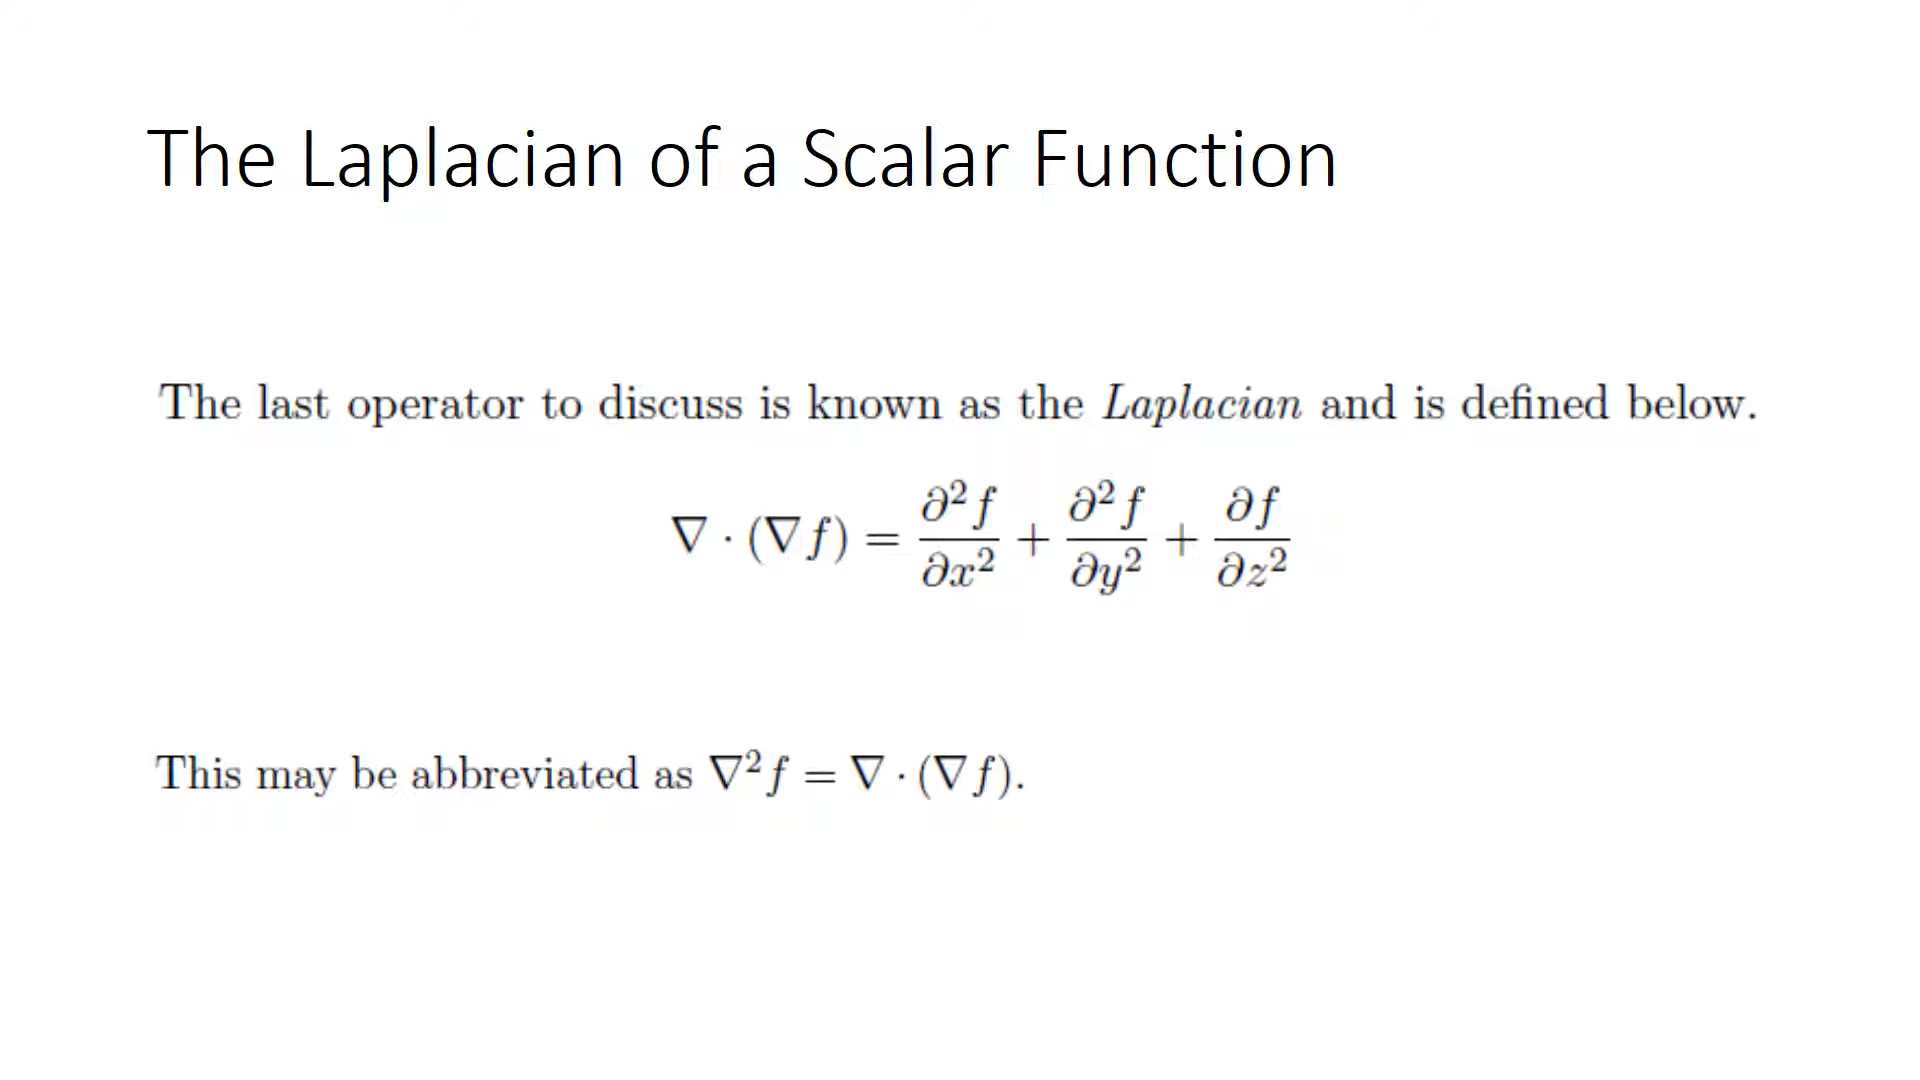 The Laplacian of a Scalar Function
The last operator to discuss is known as the Laplacian and is defined below.
∇ · (∇f) = ∂²f/∂x² + ∂²f/∂y² + ∂f/∂z²
This may be abbreviated as ∇²f = ∇ · (∇f).